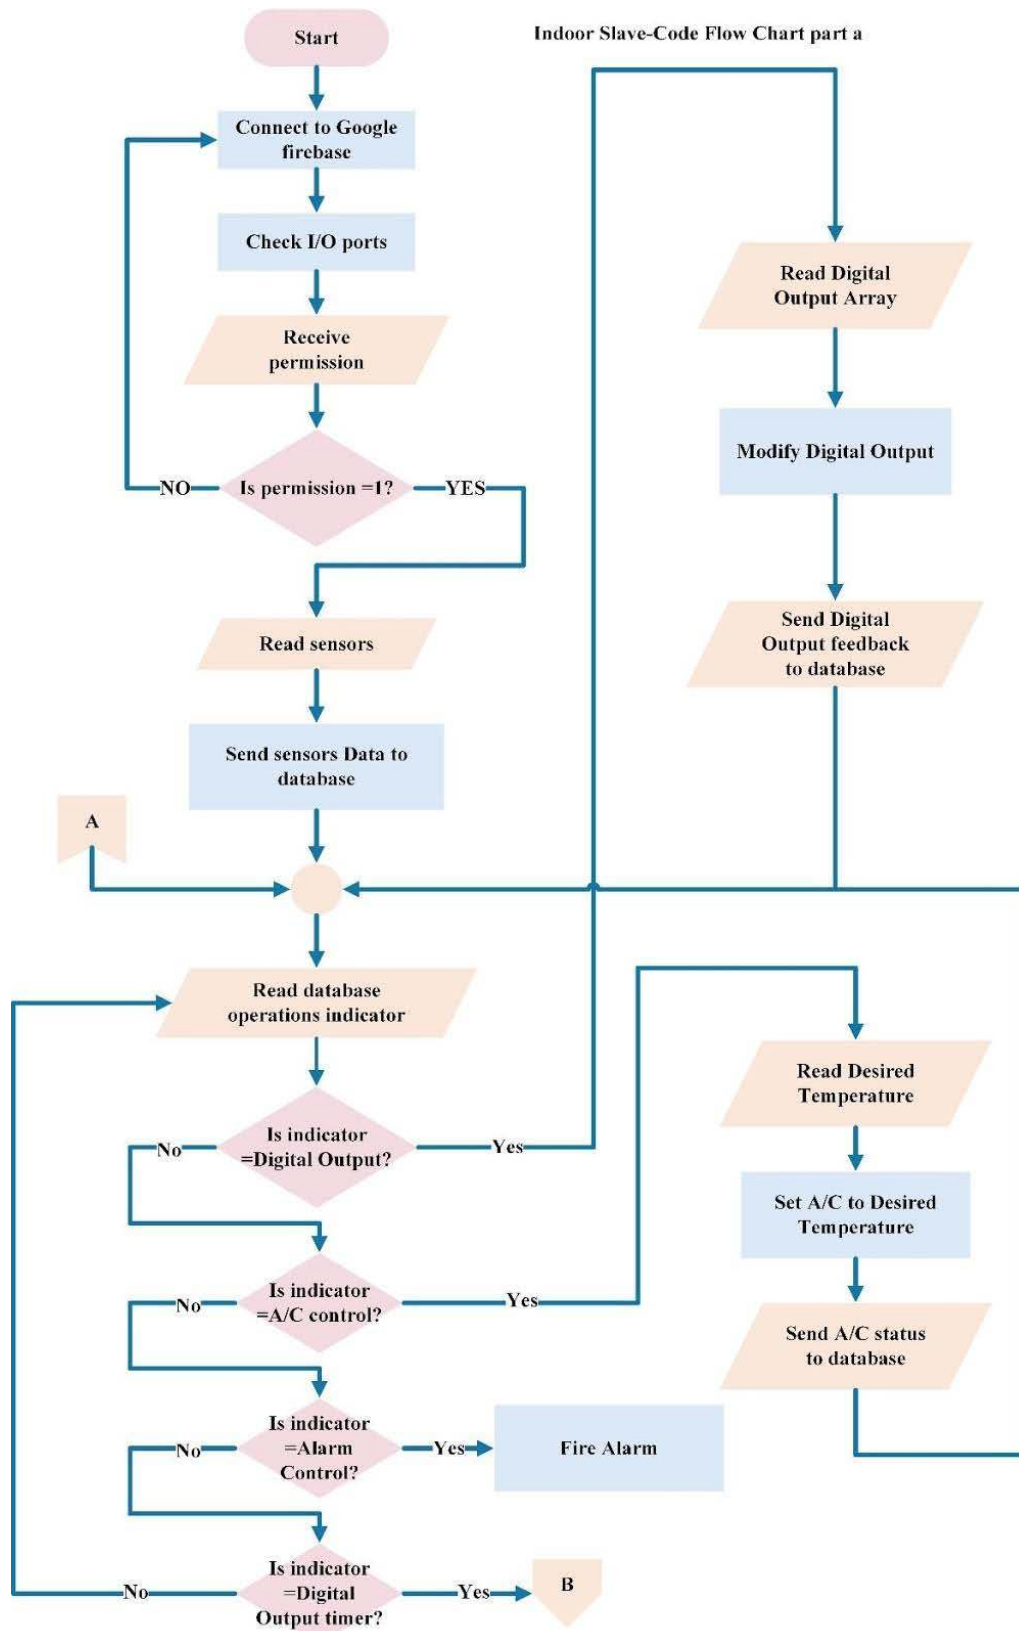 Indoor Slave-Code Flow Chart part a
Start
Connect to Google
firebase
Check I/O ports
Receive
permission
Is permission =1?
NO
YES
Read sensors
Send sensors Data to
database
A
Read database
operations indicator
Is indicator
=Digital Output?
No
Yes
Read Digital
Output Array
Modify Digital Output
Send Digital
Output feedback
to database
Is indicator
=A/C control?
No
Yes
Read Desired
Temperature
Set A/C to Desired
Temperature
Send A/C status
to database
Is indicator
=Alarm
Control?
No
Yes
Fire Alarm
Is indicator
=Digital
Output timer?
No
Yes
B